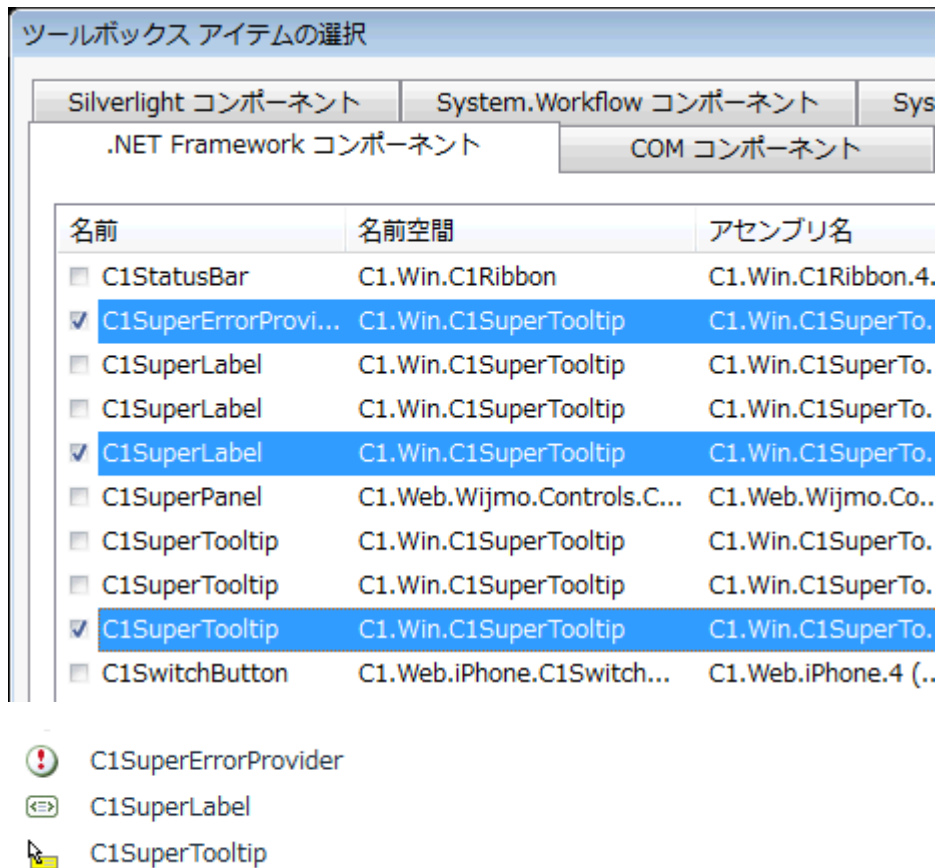 ツールボックス アイテムの選択
Silverlight コンポーネント System.Workflow コンポーネント Sys
.NET Framework コンポーネント COM コンポーネント
名前 名前空間 アセンブリ名
C1StatusBar C1.Win.C1Ribbon C1.Win.C1Ribbon.4.
C1SuperErrorProvi... C1.Win.C1SuperTooltip C1.Win.C1SuperTo.
C1SuperLabel C1.Win.C1SuperTooltip C1.Win.C1SuperTo.
C1SuperLabel C1.Win.C1SuperTooltip C1.Win.C1SuperTo.
C1SuperLabel C1.Win.C1SuperTooltip C1.Win.C1SuperTo.
C1SuperPanel C1.Web.Wijmo.Controls.C... C1.Web.Wijmo.Co..
C1SuperTooltip C1.Win.C1SuperTooltip C1.Win.C1SuperTo.
C1SuperTooltip C1.Win.C1SuperTooltip C1.Win.C1SuperTo.
C1SuperTooltip C1.Win.C1SuperTooltip C1.Win.C1SuperTo.
C1SwitchButton C1.Web.iPhone.C1Switch... C1.Web.iPhone.4 (..
C1SuperErrorProvider
C1SuperLabel
C1SuperTooltip